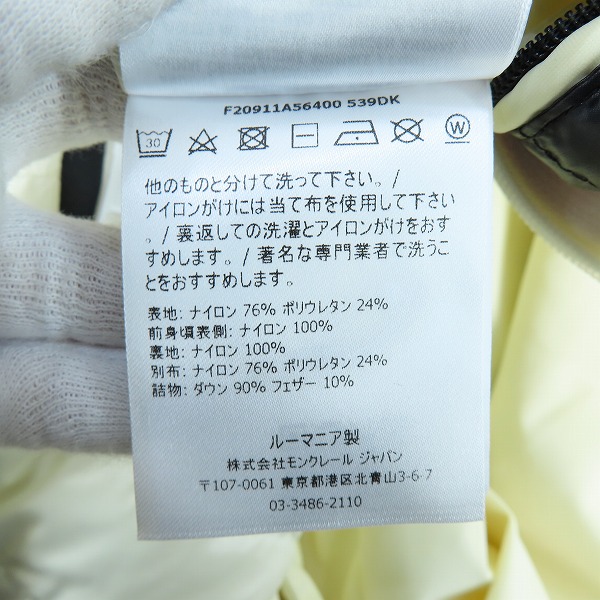 F20911A56400 539DK
30
W
他のものと分けて洗って下さい。/
アイロンがけには当て布を使用して下さい
。/ 裏返しての洗濯とアイロンがけをおす
すめします。/ 著名な専門業者で洗うこ
とをおすすめします。
表地: ナイロン 76% ポリウレタン 24%
前身頃表側: ナイロン 100%
裏地: ナイロン 100%
別布: ナイロン 76% ポリウレタン 24%
詰物: ダウン 90% フェザー 10%
ルーマニア製
株式会社モンクレール ジャパン
〒107-0061 東京都港区北青山3-6-7
03-3486-2110